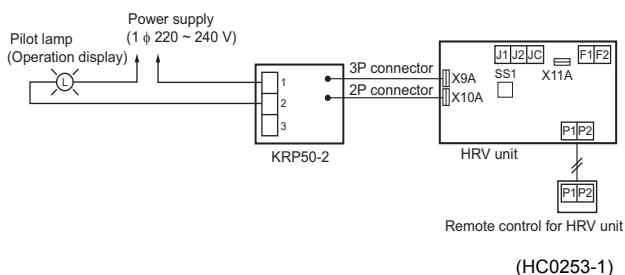 Power supply
(1 ϕ 220 ~ 240 V)
Pilot lamp
(Operation display)
L
1
2
3
KRP50-2
3P connector
2P connector
X9A
X10A
J1 J2 JC
F1 F2
SS1
X11A
P1 P2
HRV unit
P1 P2
Remote control for HRV unit
(HC0253-1)